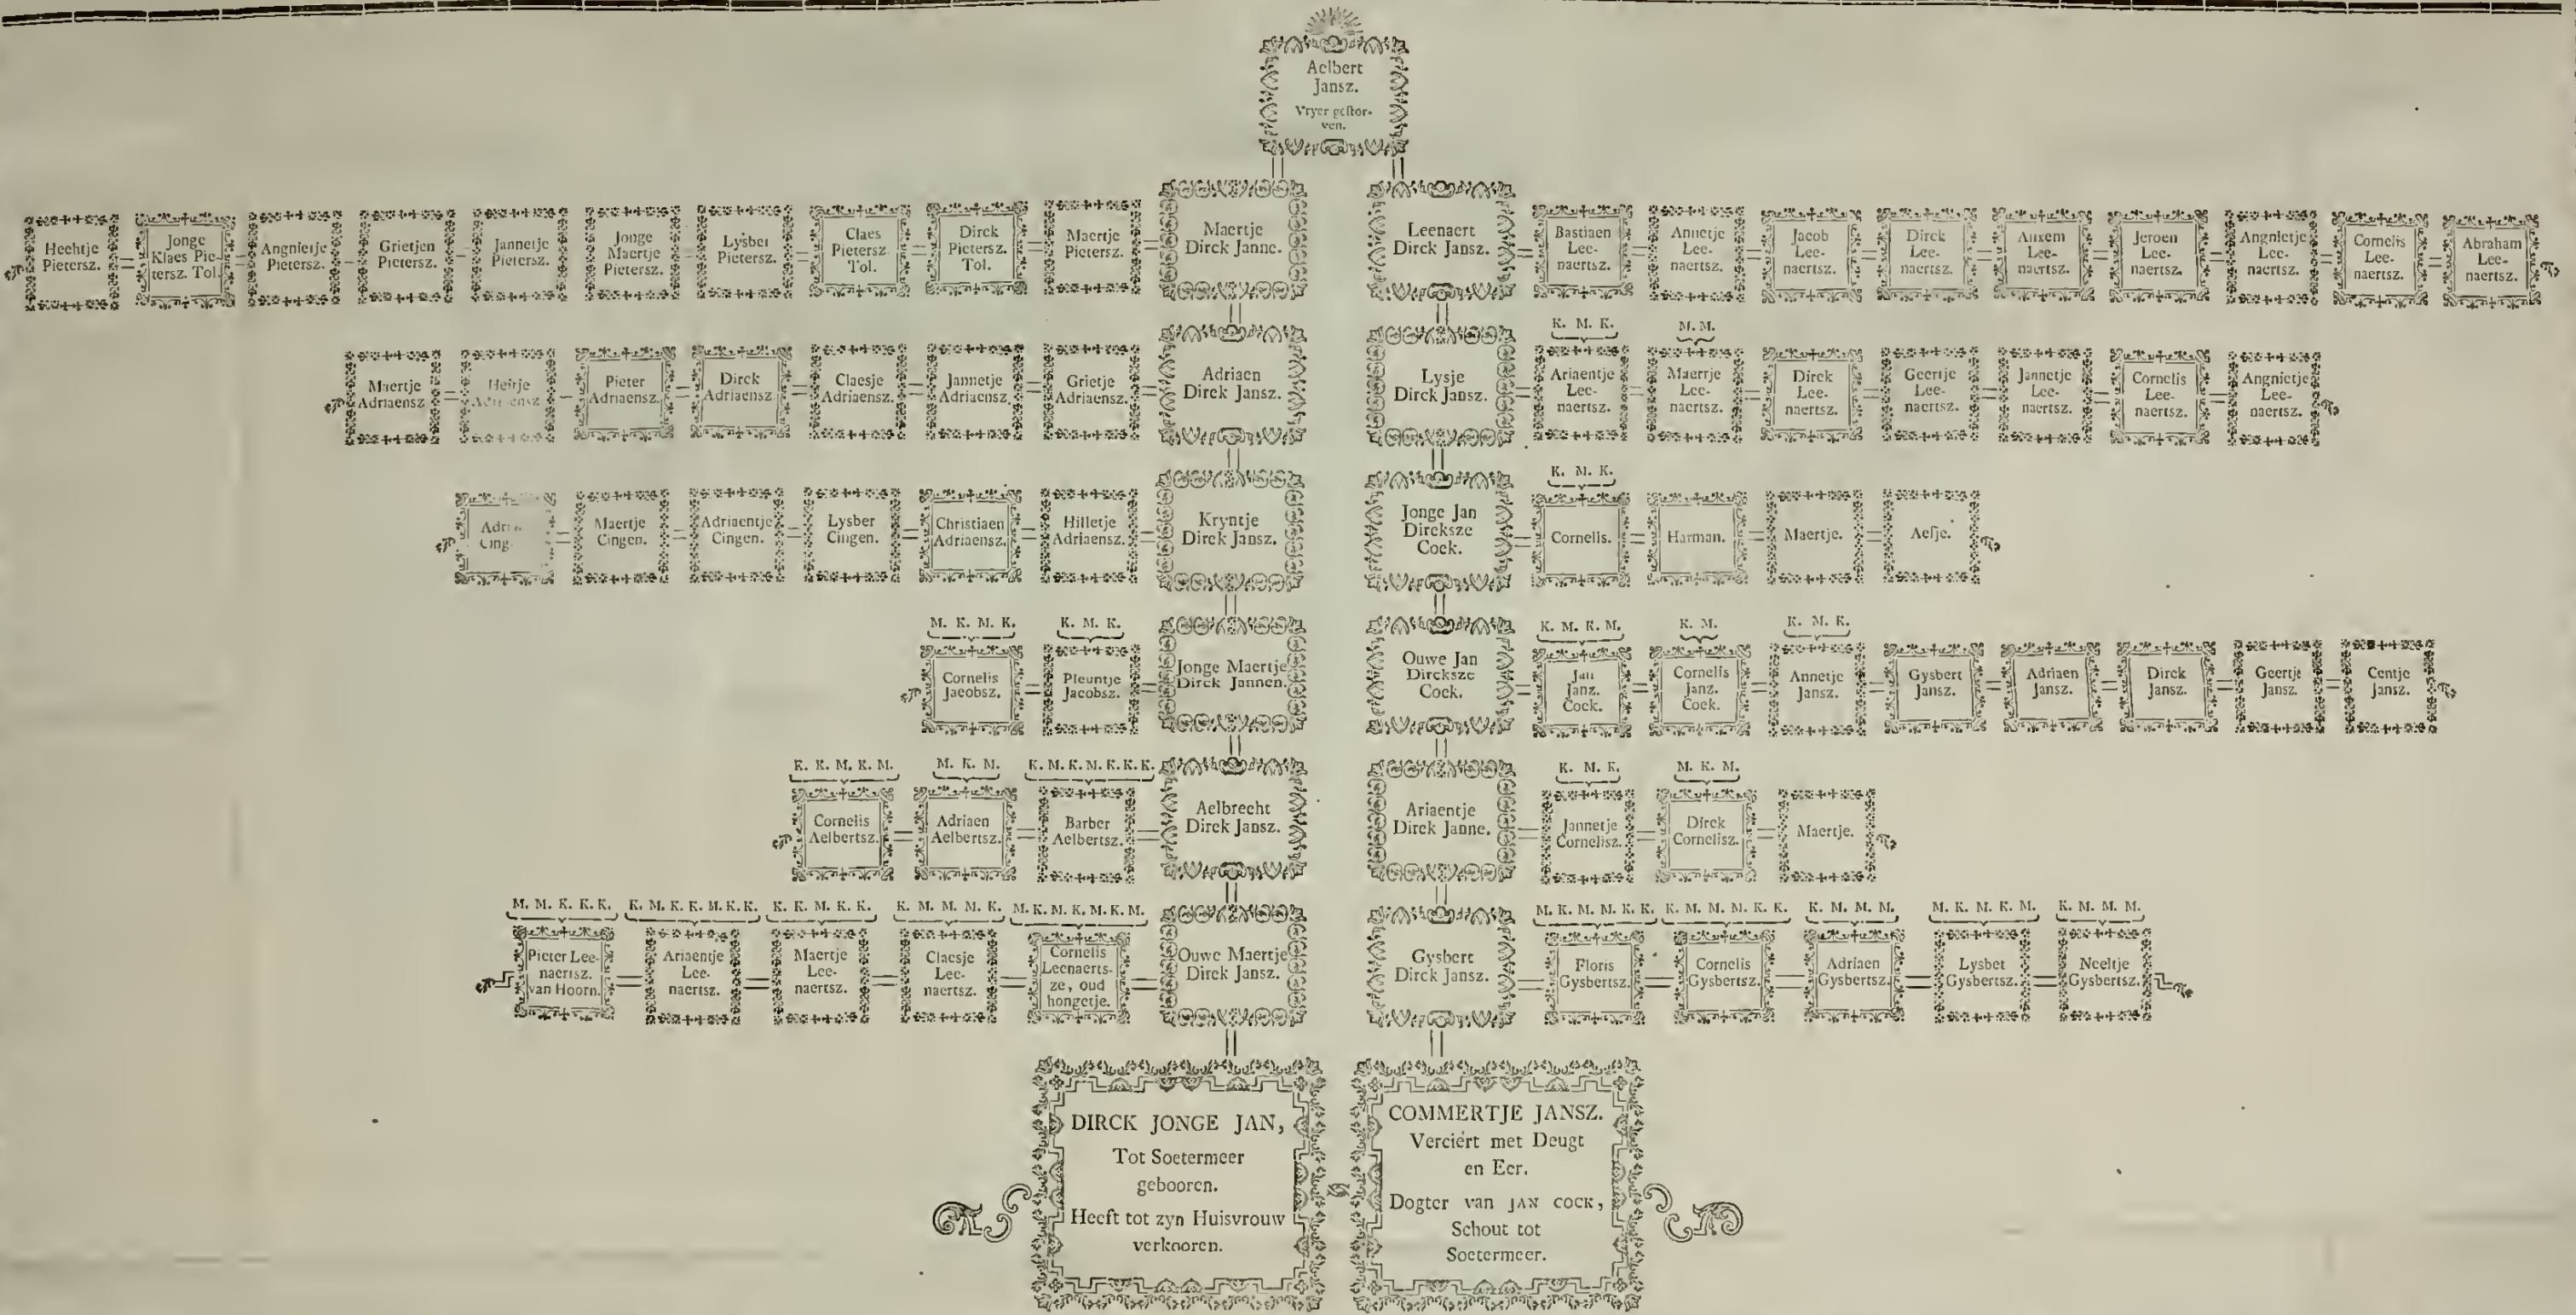 Aelbert
Jansz.
Vryer gestor-
ven.
Hechtje
Pietersz.
Jonge
Klaes Pie-
tersz. Tol.
Angnietje
Pietersz.
Grietjen
Pietersz.
Jannetje
Pietersz.
Jonge
Maertje
Pietersz.
Lysbet
Pietersz.
Claes
Pietersz.
Tol.
Dirck
Pietersz.
Tol.
Maertje
Pietersz.
Maertje
Dirck Janne.
Leenaert
Dirck Jansz.
Bastiaen
Lee-
naertsz.
Annetje
Lee-
naertsz.
Jacob
Lee-
naertsz.
Dirck
Lee-
naertsz.
Anxem
Lee-
naertsz.
Jeroen
Lee-
naertsz.
Angnietje
Lee-
naertsz.
Cornelis
Lee-
naertsz.
Abraham
Lee-
naertsz.
K. M. K.
M. M.
Maertje
Adriaensz.
Adriaensz.
Pieter
Adriaensz.
Dirck
Adriaensz.
Claesje
Adriaensz.
Jannetje
Adriaensz.
Grietje
Adriaensz.
Adriaen
Dirck Jansz.
Lysje
Dirck Jansz.
Ariaentje
Lee-
naertsz.
Maertje
Lee-
naertsz.
Dirck
Lee-
naertsz.
Geertje
Lee-
naertsz.
Jannetje
Lee-
naertsz.
Cornelis
Lee-
naertsz.
Angnietje
Lee-
naertsz.
K. M. K.
Maertje
Cingen.
Adriaentje
Cingen.
Lysber
Cingen.
Christiaen
Adriaensz.
Hilletje
Adriaensz.
Kryntje
Dirck Jansz.
Jonge Jan
Dircksze
Cock.
Cornelis.
Harman.
Maertje.
Aefje.
M. K. M. K.
K. M. K.
K. M. K. M.
K. M.
K. M. K.
Cornelis
Jacobsz.
Pleuntje
Jacobsz.
Jonge Maertje
Dirck Jannen.
Ouwe Jan
Dircksze
Cock.
Jan
Janz.
Cock.
Cornelis
Janz.
Cock.
Annetje
Jansz.
Gysbert
Jansz.
Adriaen
Jansz.
Dirck
Jansz.
Geertje
Jansz.
Centje
Jansz.
K. K. M. K. M.
M. K. M.
K. M. K. M. K. K. K.
K. M. K.
M. K. M.
Cornelis
Aelbertsz.
Adriaen
Aelbertsz.
Barber
Aelbertsz.
Aelbrecht
Dirck Jansz.
Ariaentje
Dirck Janne.
Jannetje
Cornelisz.
Dirck
Cornelisz.
Maertje.
M. M. K. K. K.
K. M. K. K. M. K. K.
K. K. M. K. K.
K. M. M. M. K.
M. K. M. K. M. K. M.
M. K. M. M. K. K.
K. M. M. M. K. K.
K. M. M. M.
M. K. M. K. M.
K. M. M. M.
Pieter Lee-
naertsz.
van Hoorn.
Ariaentje
Lee-
naertsz.
Maertje
Lee-
naertsz.
Claesje
Lee-
naertsz.
Cornelis
Leenaerts-
ze, oud
hongetje.
Ouwe Maertje
Dirck Jansz.
Gysbert
Dirck Jansz.
Floris
Gysbertsz.
Cornelis
Gysbertsz.
Adriaen
Gysbertsz.
Lysbet
Gysbertsz.
Neeltje
Gysbertsz.
DIRCK JONGE JAN,
Tot Soetermeer
gebooren.
Heeft tot zyn Huisvrouw
verkooren.
COMMERTJE JANSZ.
Verciert met Deugt
en Eer.
Dogter van JAN COCK,
Schout tot
Soetermeer.